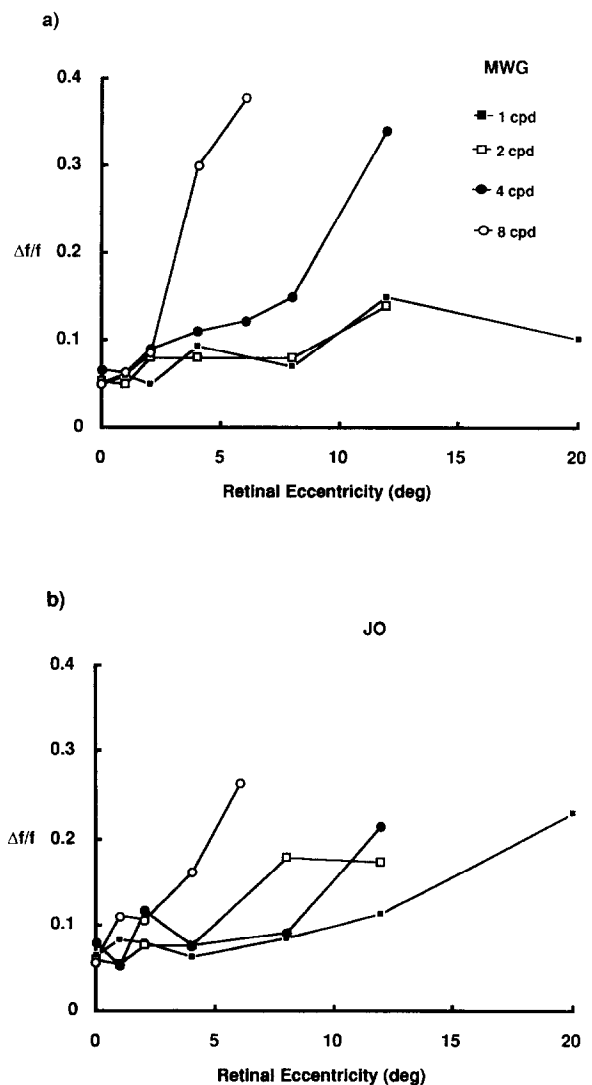 a)
MWG
1 cpd
2 cpd
4 cpd
8 cpd
0.4
0.3
Δf/f 0.2
0.1
0
0 5 10 15 20
Retinal Eccentricity (deg)
b)
JO
0.4
0.3
Δf/f 0.2
0.1
0
0 5 10 15 20
Retinal Eccentricity (deg)